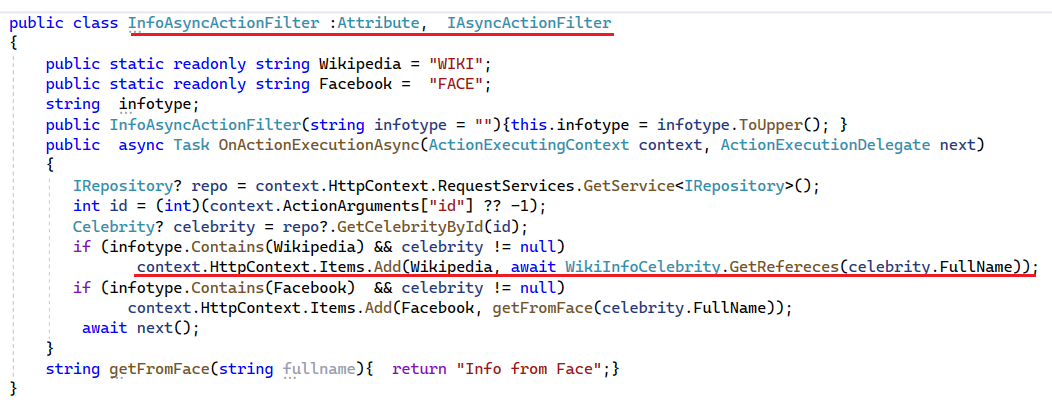 public class InfoAsyncActionFilter :Attribute, IAsyncActionFilter
{
public static readonly string Wikipedia = "WIKI";
public static readonly string Facebook = "FACE";
string infotype;
public InfoAsyncActionFilter(string infotype = ""){this.infotype = infotype.ToUpper(); }
public async Task OnActionExecutionAsync(ActionExecutingContext context, ActionExecutionDelegate next)
{
IRepository? repo = context.HttpContext.RequestServices.GetService<IRepository>();
int id = (int)(context.ActionArguments["id"] ?? -1);
Celebrity? celebrity = repo?.GetCelebrityById(id);
if (infotype.Contains(Wikipedia) && celebrity != null)
context.HttpContext.Items.Add(Wikipedia, await WikiInfoCelebrity.GetRefereces(celebrity.FullName));
if (infotype.Contains(Facebook) && celebrity != null)
context.HttpContext.Items.Add(Facebook, getFromFace(celebrity.FullName));
await next();
}
string getFromFace(string fullname){ return "Info from Face";}
}